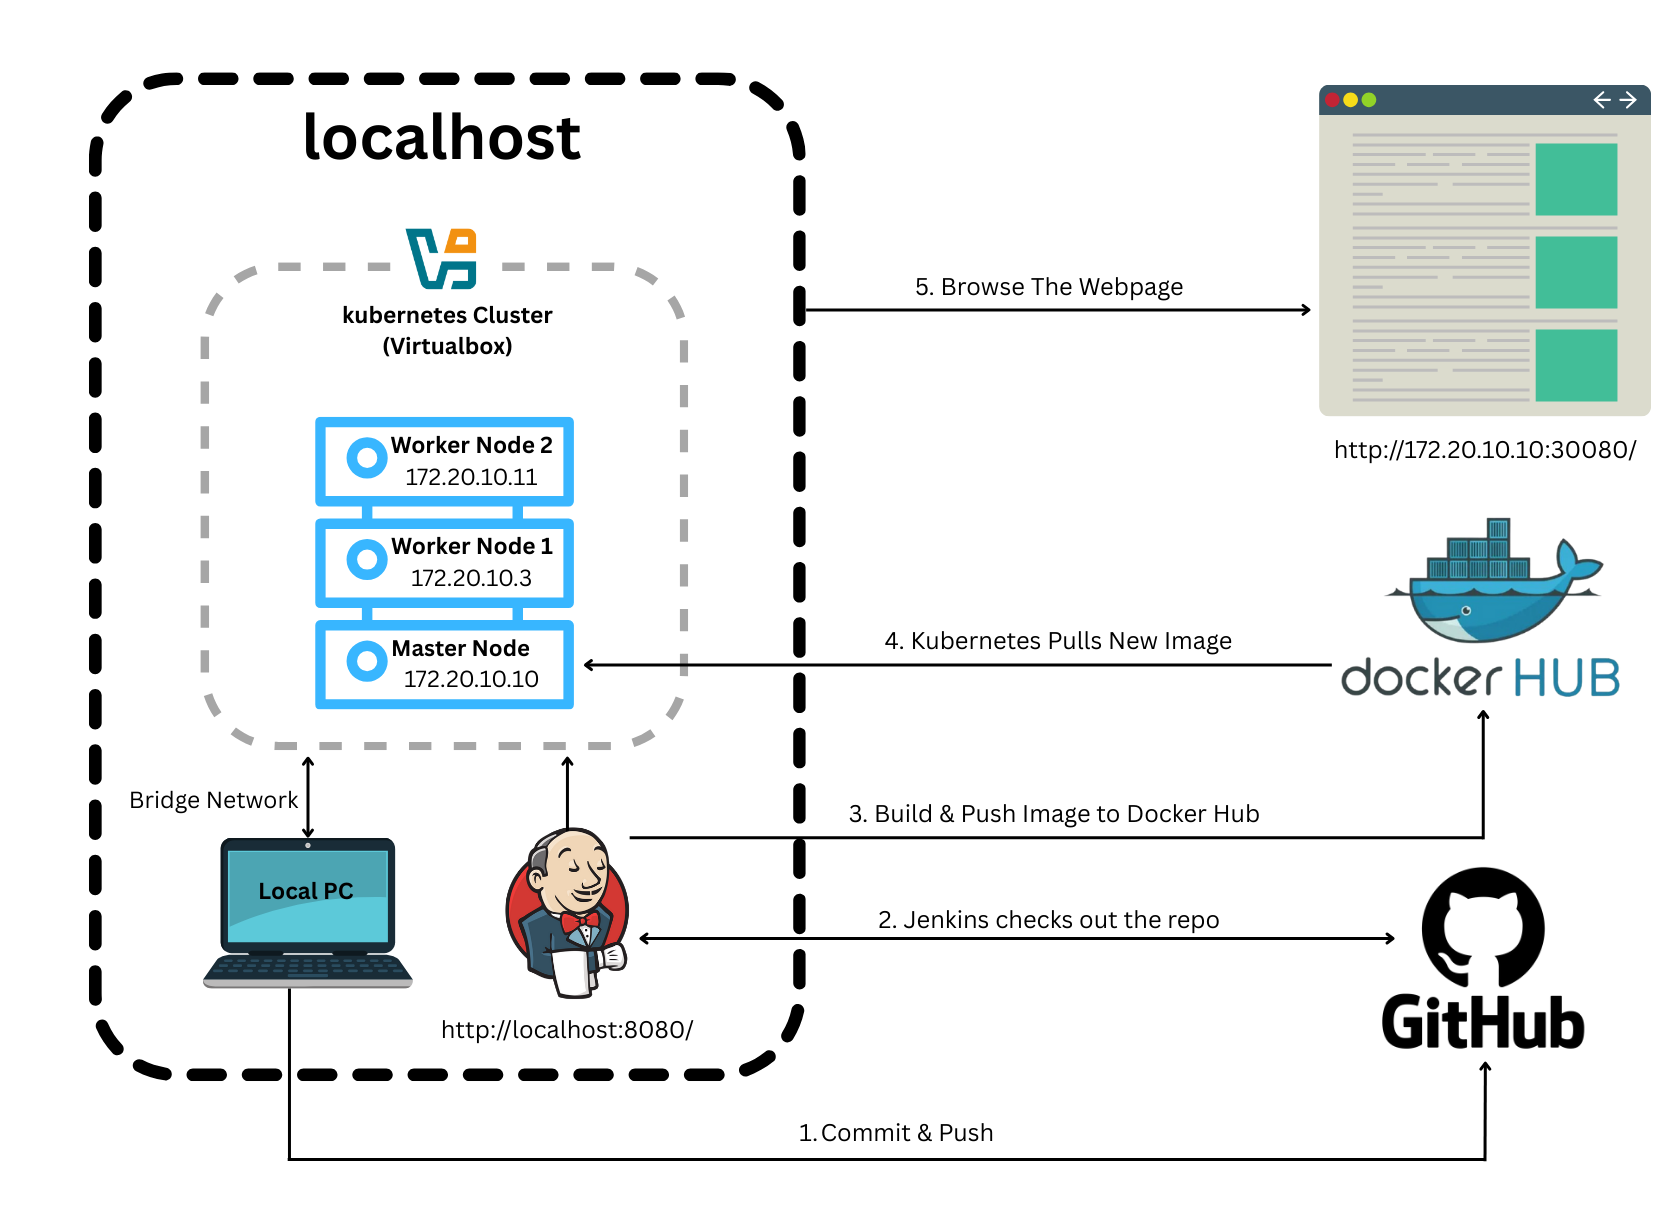 localhost
kubernetes Cluster
(Virtualbox)
Worker Node 2
172.20.10.11
Worker Node 1
172.20.10.3
Master Node
172.20.10.10
Bridge Network
Local PC
http://localhost:8080/
5. Browse The Webpage
http://172.20.10.10:30080/
4. Kubernetes Pulls New Image
docker HUB
3. Build & Push Image to Docker Hub
2. Jenkins checks out the repo
GitHub
1. Commit & Push